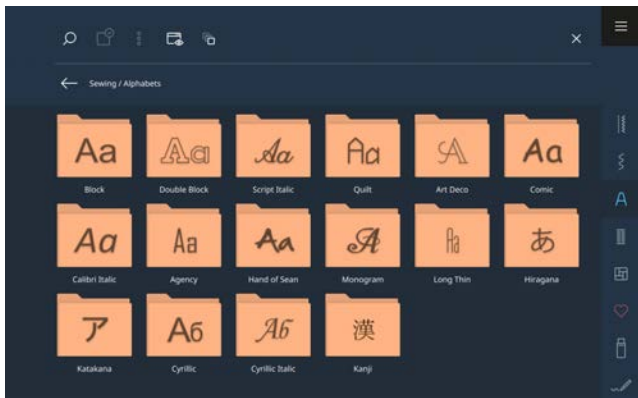 Sewing / Alphabets
Aa Aa Aa Aa A Aa
Block Double Block Script Italic Quilt Art Deco Comic
Aa Aa Aa A Aa あ
Calibri Italic Agency Hand of Sean Monogram Long Thin Hiragana
ア Аб Аб 漢
Katakana Cyrillic Cyrillic Italic Kanji
A